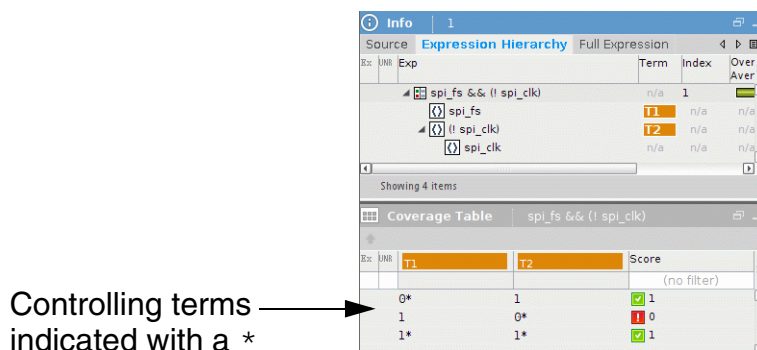 Info 1
Source Expression Hierarchy Full Expression
Ex UNR Exp Term Index Over
Aver
spi_fs && (! spi_clk) n/a 1
spi_fs T1 n/a n/a
(! spi_clk) T2 n/a n/a
spi_clk n/a n/a n/a
Showing 4 items
Coverage Table spi_fs && (! spi_clk)
Ex UNR T1 T2 Score
(no filter)
0* 1 1
1 0* 0
1* 1* 1
Controlling terms
indicated with a *